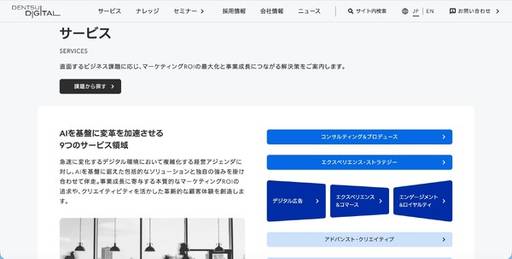 DENTSU DIGITAL
サービス
ナレッジ
セミナー
採用情報
会社情報
ニュース
サイト内検索
JP | EN
お問い合わせ
サービス
SERVICES
直面するビジネス課題に応じ、マーケティングROIの最大化と事業成長につながる解決策をご案内します。
課題から探す
AIを基盤に変革を加速させる
9つのサービス領域
急速に変化するデジタル環境において複雑化する経営アジェンダに
対し、AIを基盤に据えた包括的なソリューションと独自の強みを掛け
合わせて伴走。事業成長に寄与する本質的なマーケティングROIの
追求や、クリエイティビティを活かした革新的な顧客体験を創造しま
す。
コンサルティング&プロデュース
エクスペリエンス・ストラテジー
デジタル広告
エクスペリエンス
&コマース
エンゲージメント
&ロイヤルティ
アドバンスト・クリエイティブ